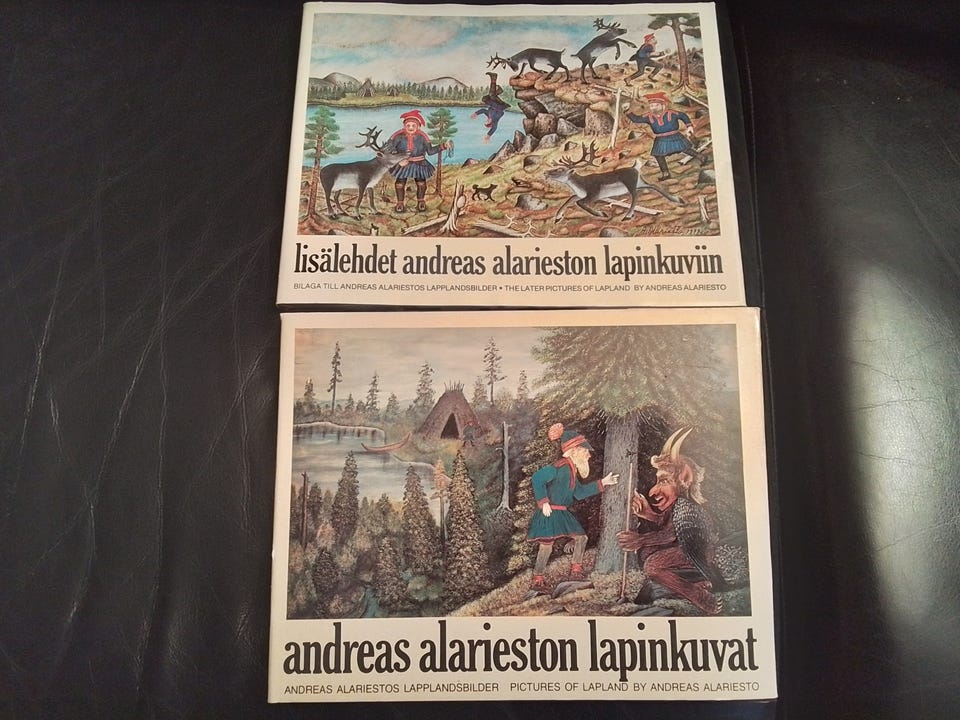 lisälehdet andreas alarieston lapinkuviin
BILAGA TILL ANDREAS ALARIESTOS LAPPLANDSBILDER • THE LATER PICTURES OF LAPLAND BY ANDREAS ALARIESTO
andreas alarieston lapinkuvat
ANDREAS ALARIESTOS LAPPLANDSBILDER PICTURES OF LAPLAND BY ANDREAS ALARIESTO